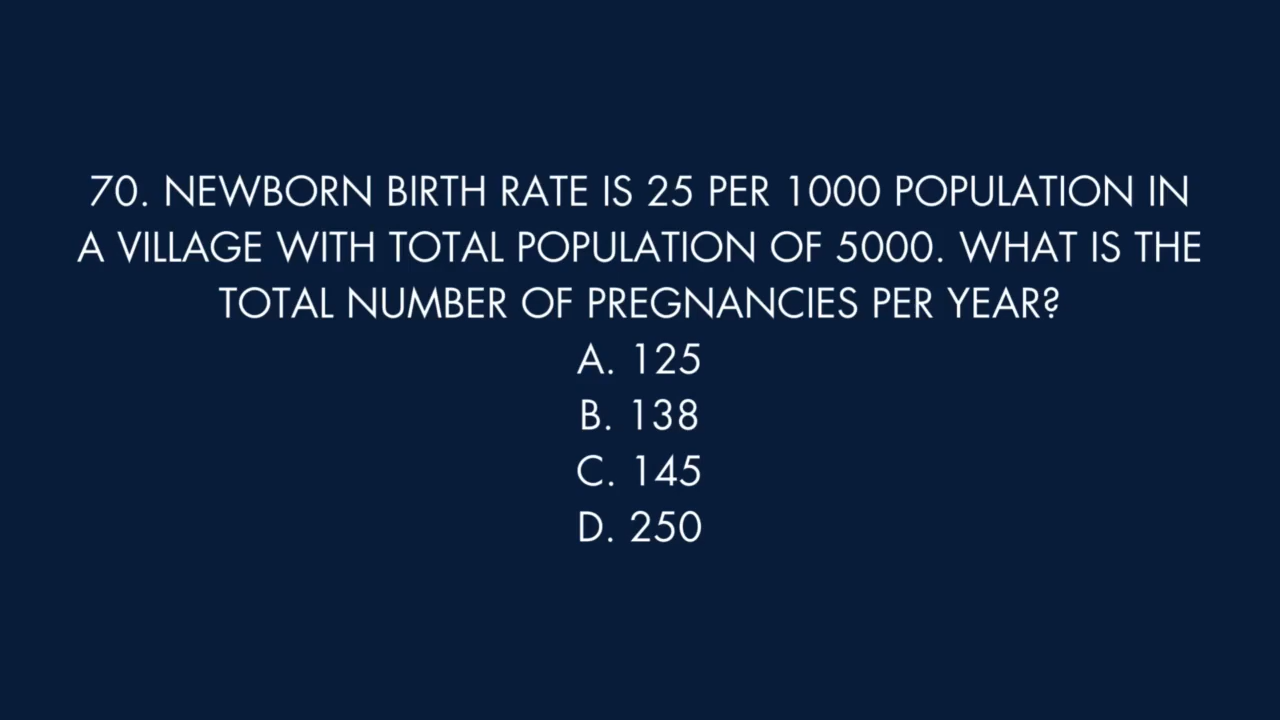 70. NEWBORN BIRTH RATE IS 25 PER 1000 POPULATION IN
A VILLAGE WITH TOTAL POPULATION OF 5000. WHAT IS THE
TOTAL NUMBER OF PREGNANCIES PER YEAR?
A. 125
B. 138
C. 145
D. 250